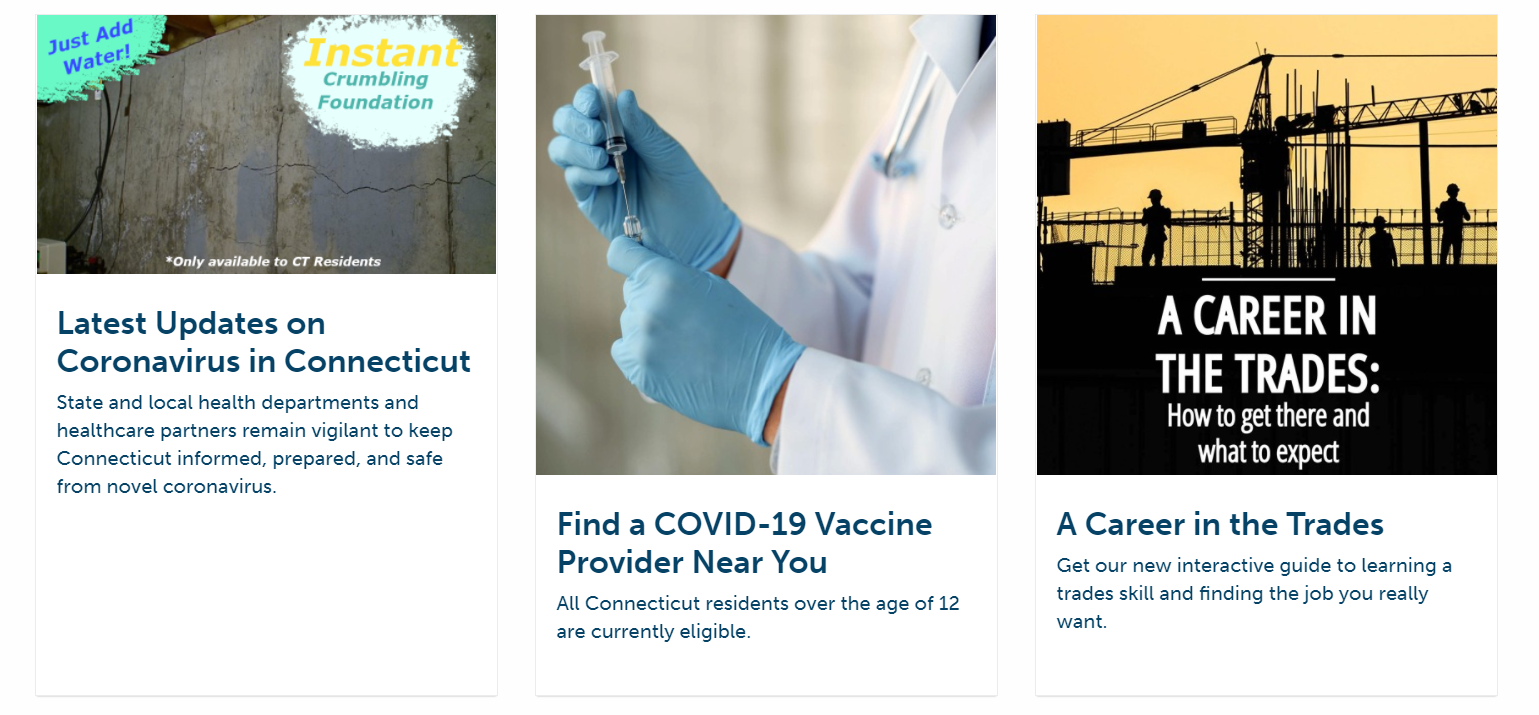 Just Add
Water!
Instant
Crumbling
Foundation
*Only available to CT Residents
Latest Updates on
Coronavirus in Connecticut
State and local health departments and
healthcare partners remain vigilant to keep
Connecticut informed, prepared, and safe
from novel coronavirus.
Find a COVID-19 Vaccine
Provider Near You
All Connecticut residents over the age of 12
are currently eligible.
A CAREER IN
THE TRADES:
How to get there and
what to expect
A Career in the Trades
Get our new interactive guide to learning a
trades skill and finding the job you really
want.